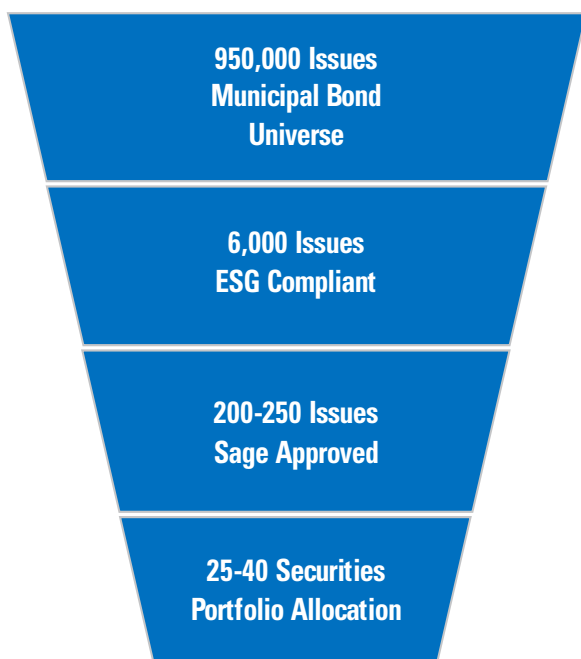 950,000 Issues
Municipal Bond
Universe
6,000 Issues
ESG Compliant
200-250 Issues
Sage Approved
25-40 Securities
Portfolio Allocation